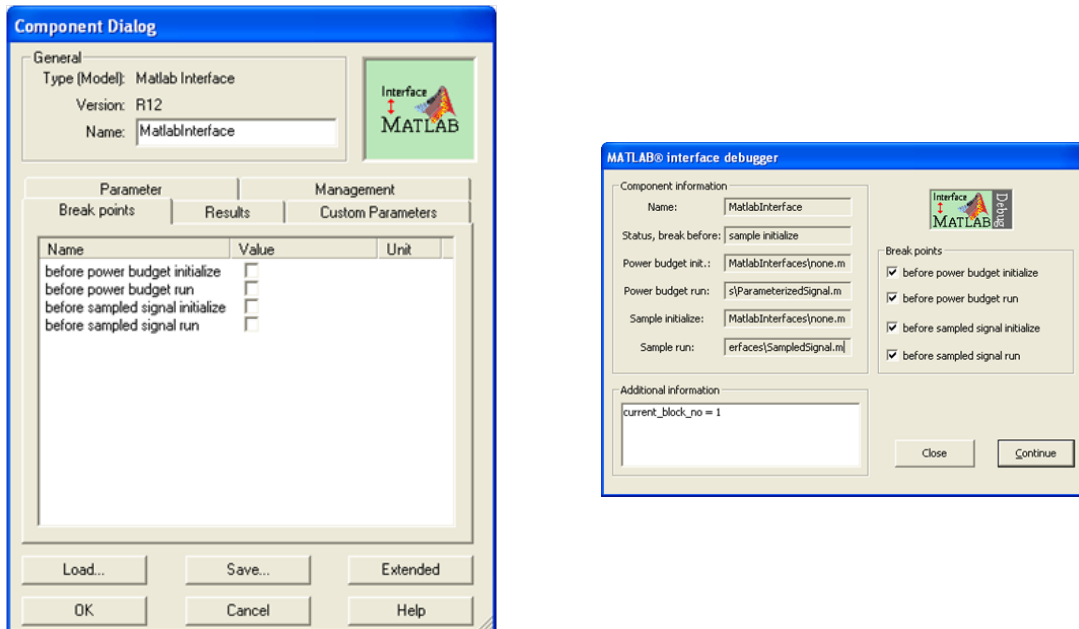 Component Dialog
General
Type (Model): Matlab Interface
Version: R12
Name: MatlabInterface
Interface
MATLAB
Parameter Management
Break points Results Custom Parameters
Name Value Unit
before power budget initialize
before power budget run
before sampled signal initialize
before sampled signal run
Load... Save... Extended
OK Cancel Help
MATLAB® interface debugger
Component information
Name: MatlabInterface
Status, break before: sample initialize
Power budget init.: MatlabInterfaces\none.m
Power budget run: s\ParameterizedSignal.m
Sample initialize: MatlabInterfaces\none.m
Sample run: erfaces\SampledSignal.m
Interface
MATLAB
Debug
Break points
before power budget initialize
before power budget run
before sampled signal initialize
before sampled signal run
Additional information
current_block_no = 1
Close Continue